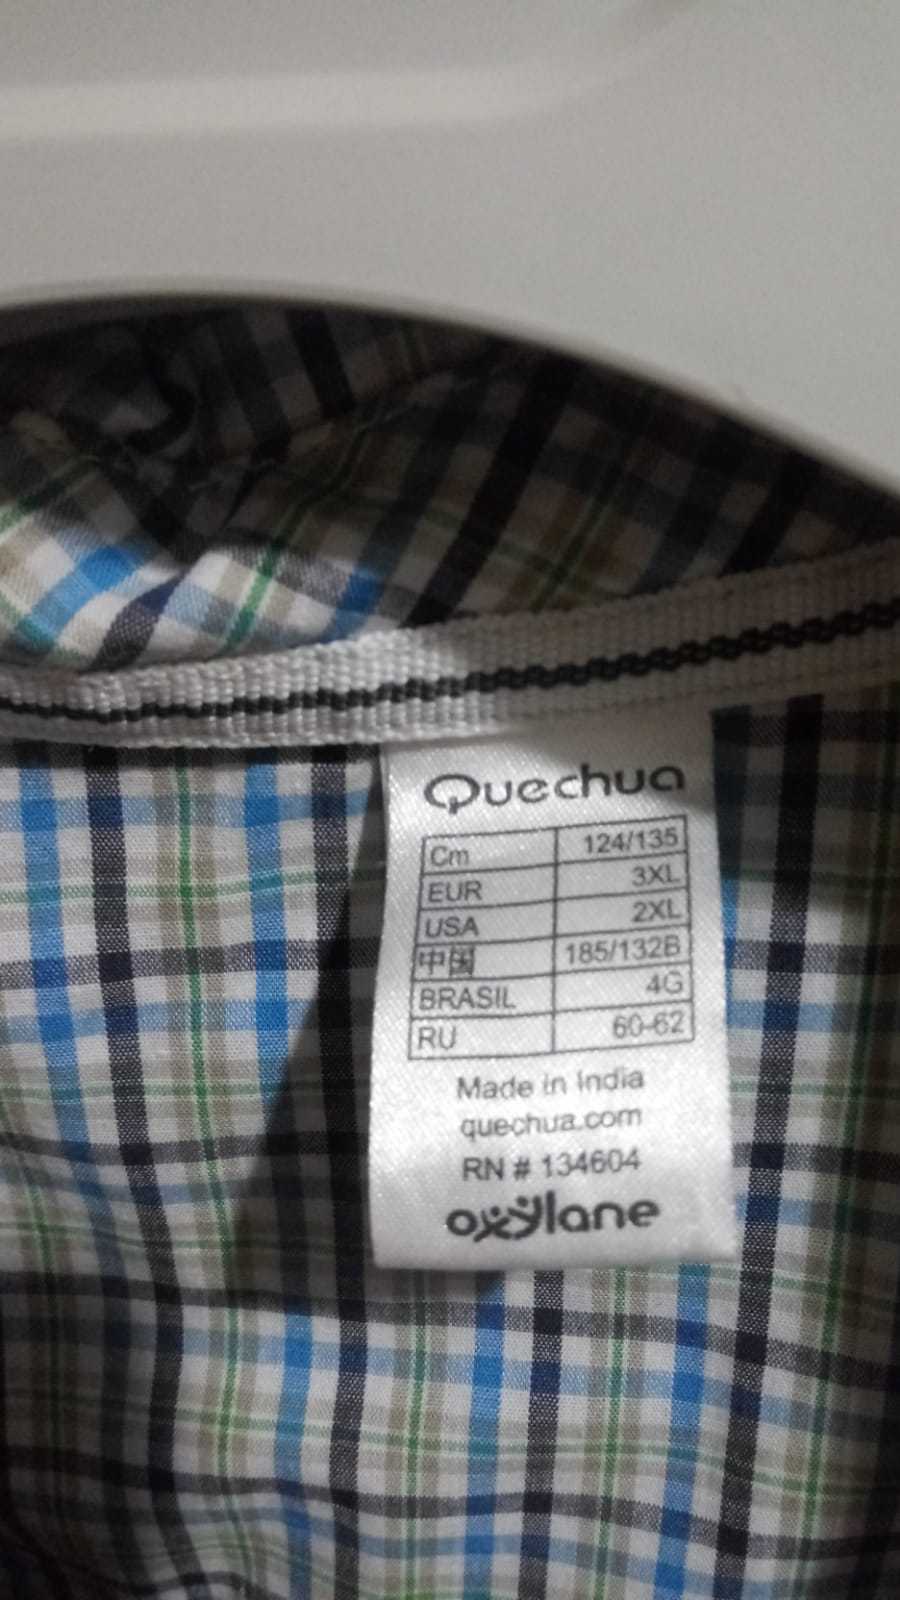 Quechua
Cm 124/135
EUR 3XL
USA 2XL
中国 185/132B
BRASIL 4G
RU 60-62
Made in India
quechua.com
RN # 134604
oxylane